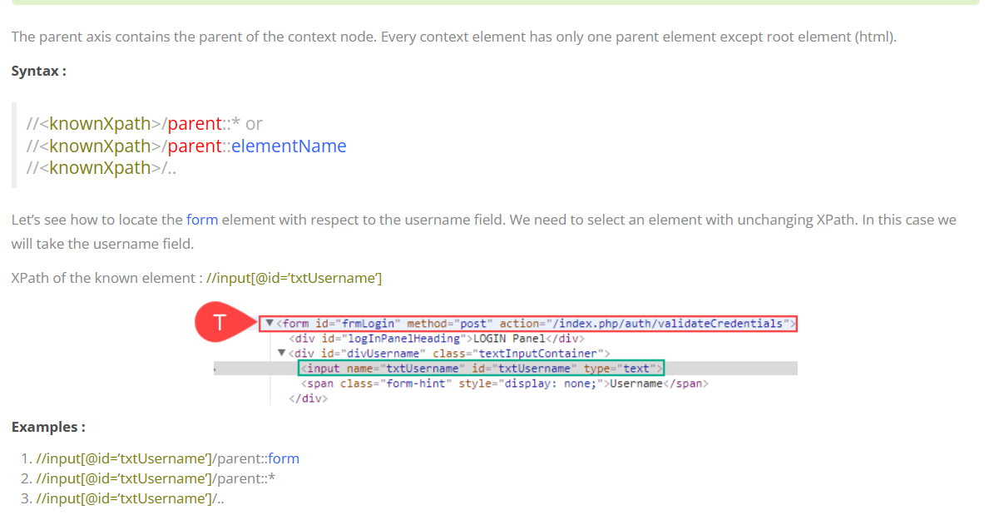 The parent axis contains the parent of the context node. Every context element has only one parent element except root element (html).
Syntax :
//<knownXpath>/parent::* or
//<knownXpath>/parent::elementName
//<knownXpath>/..
Let’s see how to locate the form element with respect to the username field. We need to select an element with unchanging XPath. In this case we
will take the username field.
XPath of the known element : //input[@id=’txtUsername’]
T
▼<form id="frmLogin" method="post" action="/index.php/auth/validateCredentials">
<div id="logInPanelHeading">LOGIN Panel</div>
▼<div id="divUsername" class="textInputContainer">
<input name="txtUsername" id="txtUsername" type="text">
<span class="form-hint" style="display: none;">Username</span>
</div>
Examples :
1. //input[@id=’txtUsername’]/parent::form
2. //input[@id=’txtUsername’]/parent::*
3. //input[@id=’txtUsername’]/..